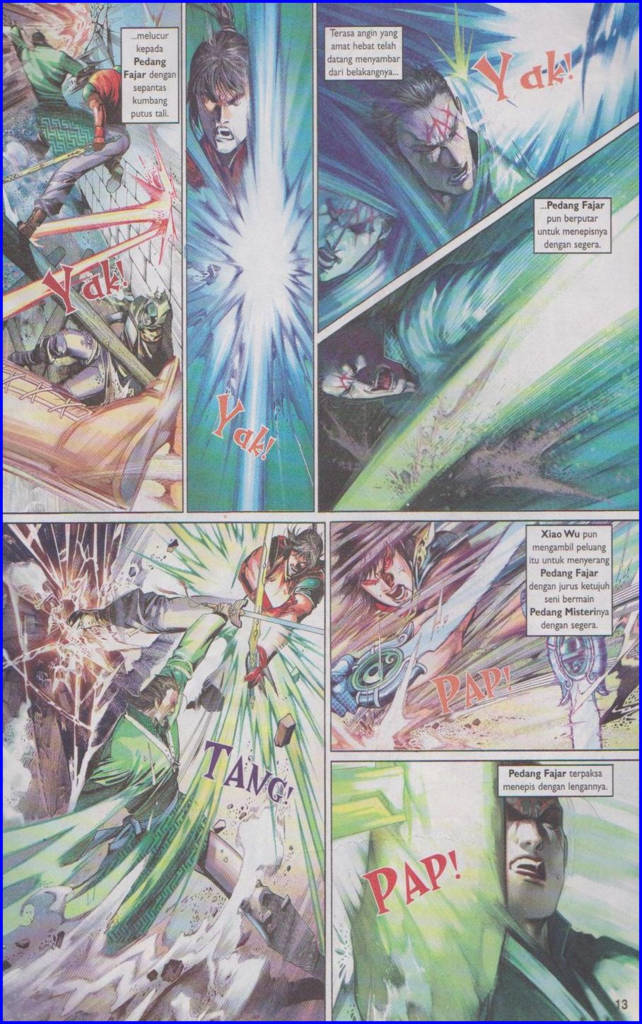 ...melucur
kepada
Pedang
Fajar dengan
sepantas
kumbang
putus tali.
Yak!
Yak!
Terasa angin yang
amat hebat telah
datang menyambar
dari belakangnya...
Yak!
...Pedang Fajar
pun berputar
untuk menepisnya
dengan segera.
TANG!
Xiao Wu pun
mengambil peluang
itu untuk menyerang
Pedang Fajar
dengan jurus ketujuh
seni bermain
Pedang Misterinya
dengan segera.
PAP!
Pedang Fajar terpaksa
menepis dengan lengannya.
PAP!
13